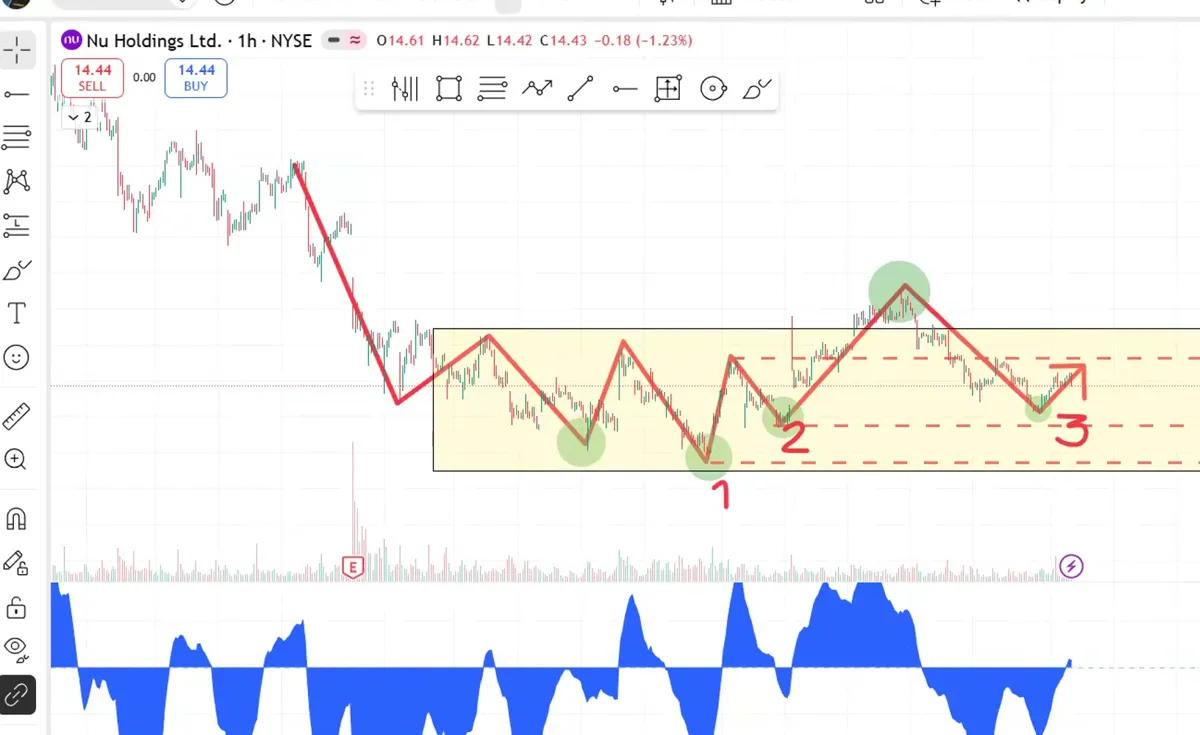 nu Nu Holdings Ltd. · 1h · NYSE O14.61 H14.62 L14.42 C14.43 −0.18 (−1.23%)
14.44 SELL 0.00 14.44 BUY
2
T
L
2
3
1
E